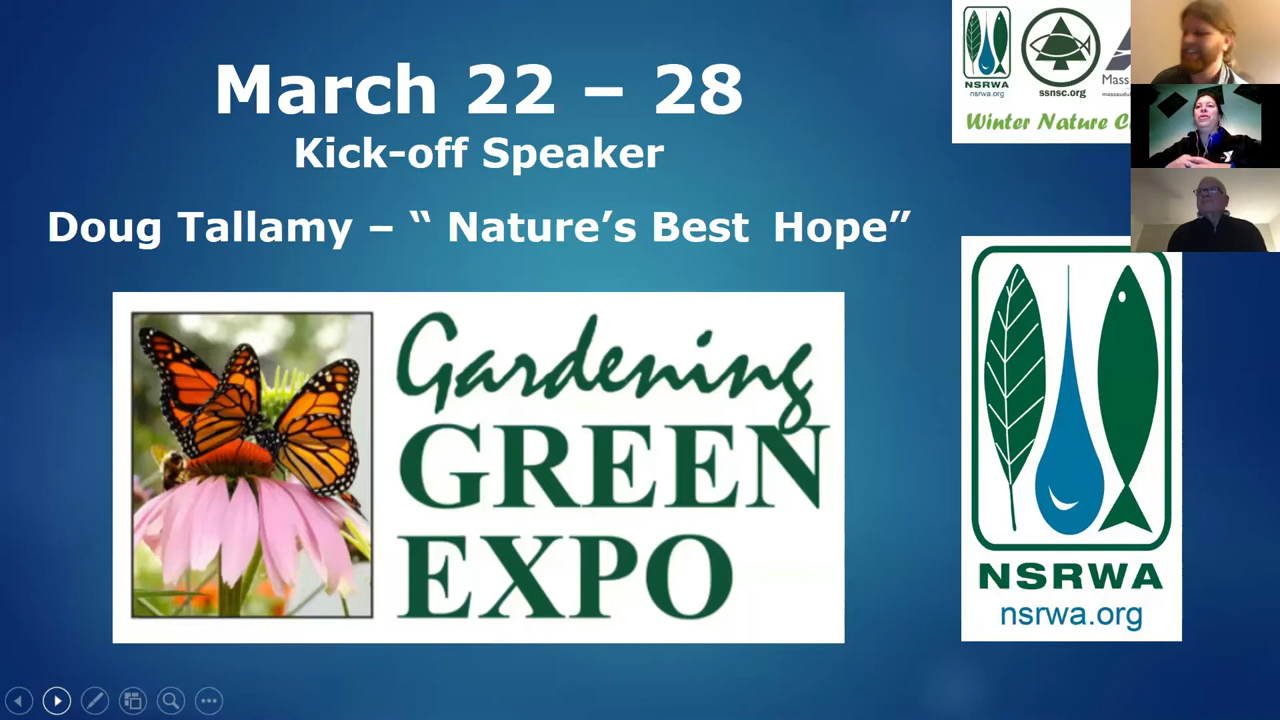 March 22 – 28
Kick-off Speaker
Doug Tallamy – “ Nature’s Best Hope”
Gardening
GREEN
EXPO
NSRWA
nsrwa.org
ssnsc.org
Mass
Winter Nature
NSRWA
nsrwa.org